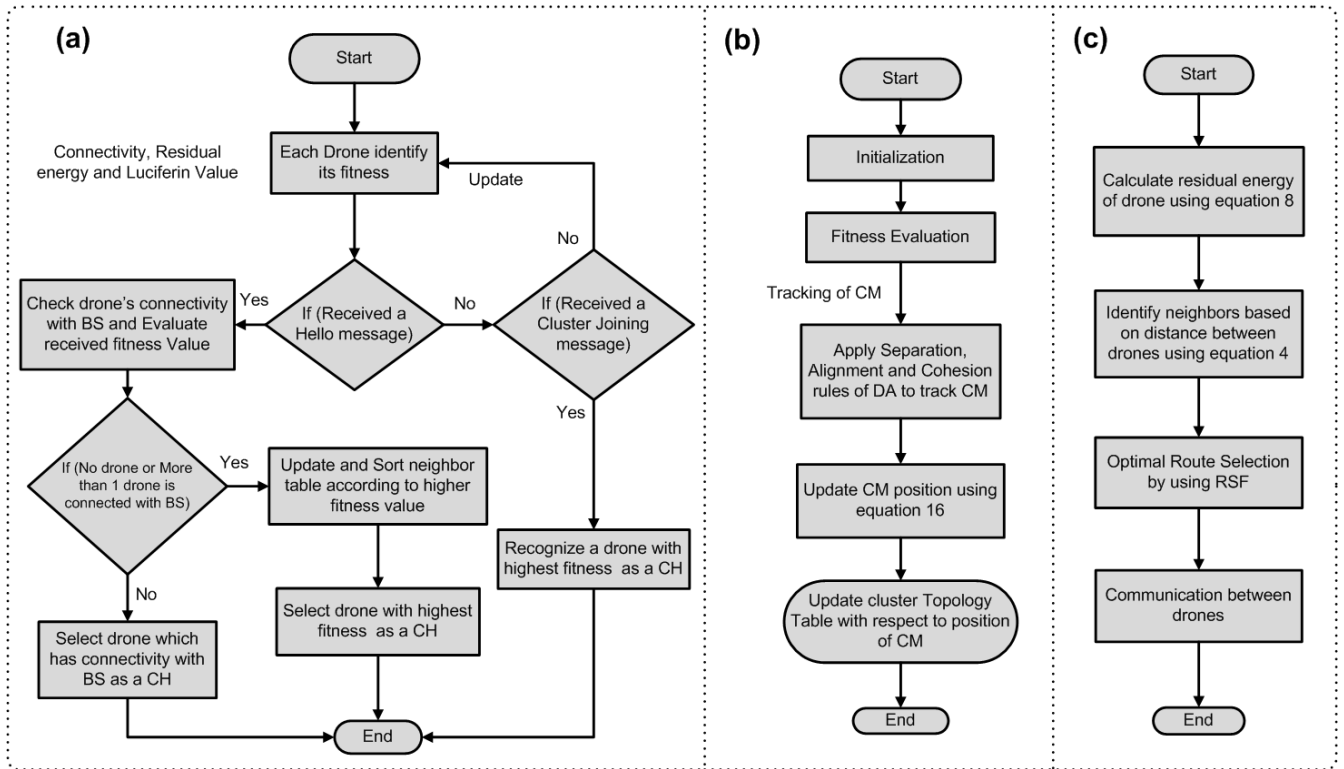 (a)
Start
Connectivity, Residual
energy and Luciferin Value
Each Drone identify
its fitness
Update
No
If (Received a
Hello message)
Yes
No
If (Received a
Cluster Joining
message)
Yes
Check drone's connectivity
with BS and Evaluate
received fitness Value
If (No drone or More
than 1 drone is
connected with BS)
Yes
Update and Sort neighbor
table according to higher
fitness value
No
Select drone with highest
fitness as a CH
Recognize a drone with
highest fitness as a CH
Select drone which
has connectivity with
BS as a CH
End
(b)
Start
Initialization
Fitness Evaluation
Tracking of CM
Apply Separation,
Alignment and Cohesion
rules of DA to track CM
Update CM position using
equation 16
Update cluster Topology
Table with respect to position
of CM
End
(c)
Start
Calculate residual energy
of drone using equation 8
Identify neighbors based
on distance between
drones using equation 4
Optimal Route Selection
by using RSF
Communication between
drones
End